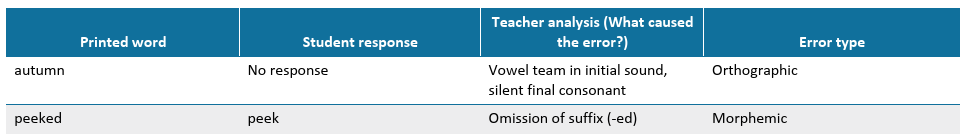 Printed word Student response Teacher analysis (What caused the error?) Error type
autumn No response Vowel team in initial sound, silent final consonant Orthographic
peeked peek Omission of suffix (-ed) Morphemic